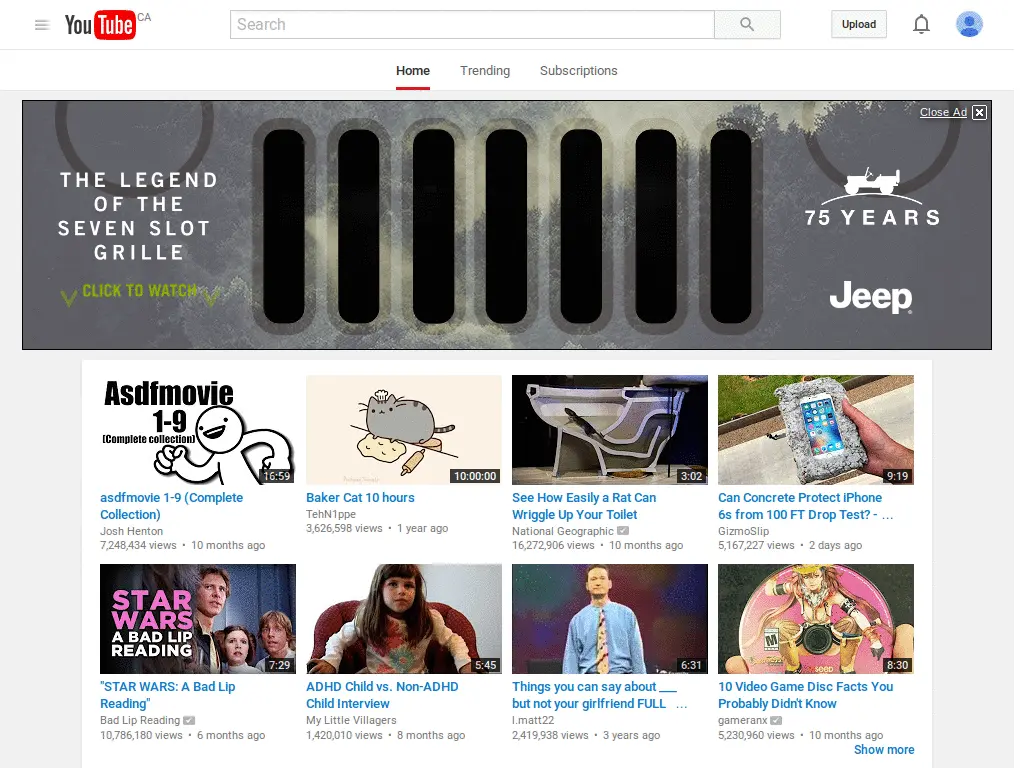 YouTube CA
Search
Upload
Home
Trending
Subscriptions
Close Ad
THE LEGEND
OF THE
SEVEN SLOT
GRILLE
CLICK TO WATCH
75 YEARS
Jeep
Asdfmovie
1-9
[Complete collection]
16:59
10:00:00
3:02
9:19
asdfmovie 1-9 (Complete
Collection)
Josh Henton
7,248,434 views • 10 months ago
Baker Cat 10 hours
TehN1ppe
3,626,598 views • 1 year ago
See How Easily a Rat Can
Wriggle Up Your Toilet
National Geographic
16,272,906 views • 10 months ago
Can Concrete Protect iPhone
6s from 100 FT Drop Test? - ...
GizmoSlip
5,167,227 views • 2 days ago
STAR
WARS
A BAD LIP
READING
7:29
5:45
6:31
8:30
"STAR WARS: A Bad Lip
Reading"
Bad Lip Reading
10,786,180 views • 6 months ago
ADHD Child vs. Non-ADHD
Child Interview
My Little Villagers
1,420,010 views • 8 months ago
Things you can say about ___
but not your girlfriend FULL ...
l.matt22
2,419,938 views • 3 years ago
10 Video Game Disc Facts You
Probably Didn't Know
gameranx
5,230,960 views • 10 months ago
Show more